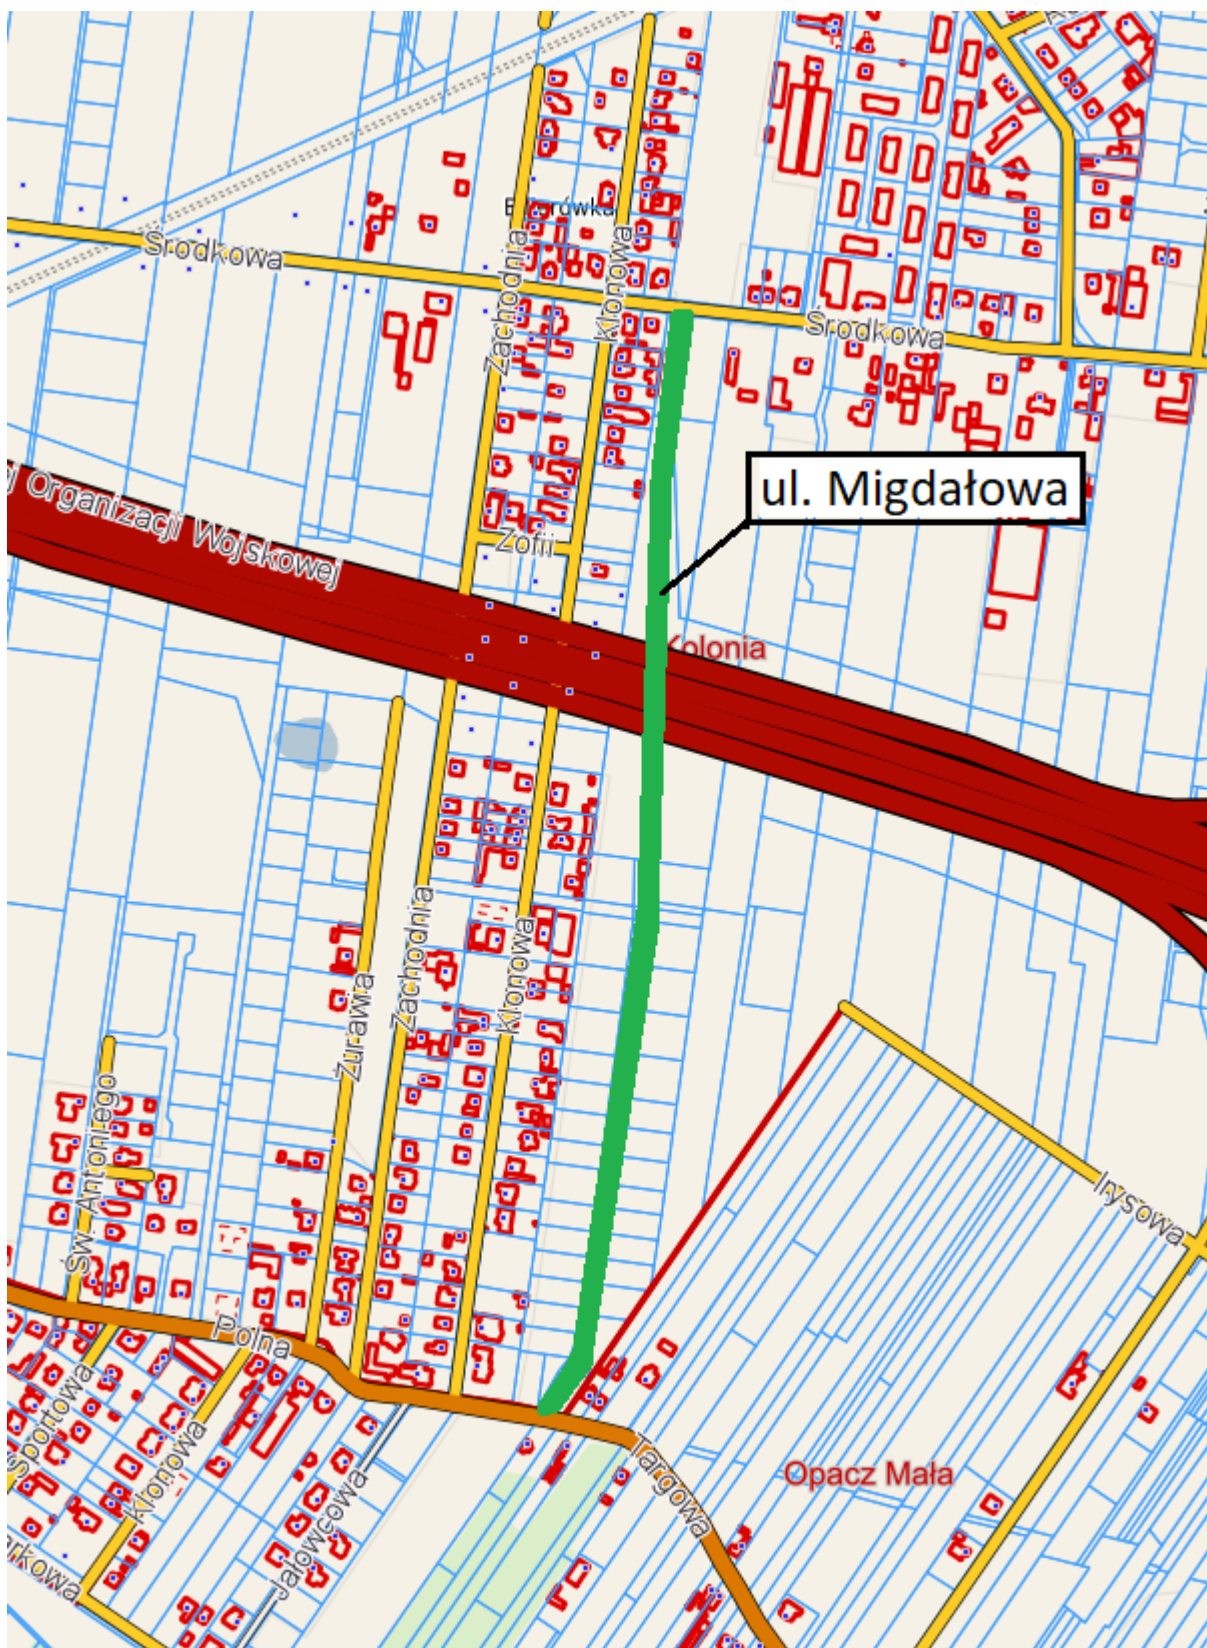 Środkowa
Zachodnia
Klonowa
Środkowa
ul. Migdałowa
Organizacji Wojskowej
Zofii
Kolonia
Żurawia
Zachodnia
Klonowa
Św. Antoniego
Irysowa
Polna
Sportowa
Klonowa
Jałowcowa
Targowa
Opacz Mała